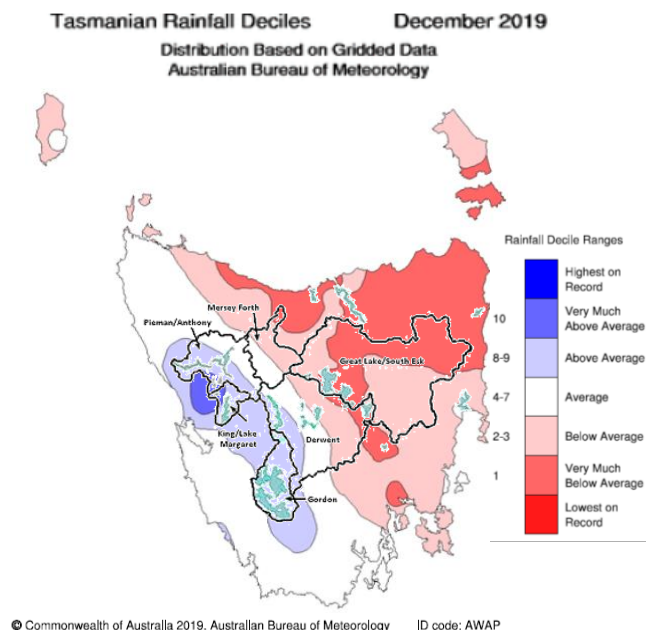 Tasmanian Rainfall Deciles December 2019
Distribution Based on Gridded Data
Australian Bureau of Meteorology
Rainfall Decile Ranges
Highest on
Record
10
Very Much
Above Average
8-9
Above Average
4-7
Average
2-3
Below Average
1
Very Much
Below Average
Lowest on
Record
Mersey Forth
Pieman/Anthony
Great Lake/South Esk
King/Lake
Margaret
Derwent
Gordon
© Commonwealth of Australia 2019, Australian Bureau of Meteorology ID code: AWAP